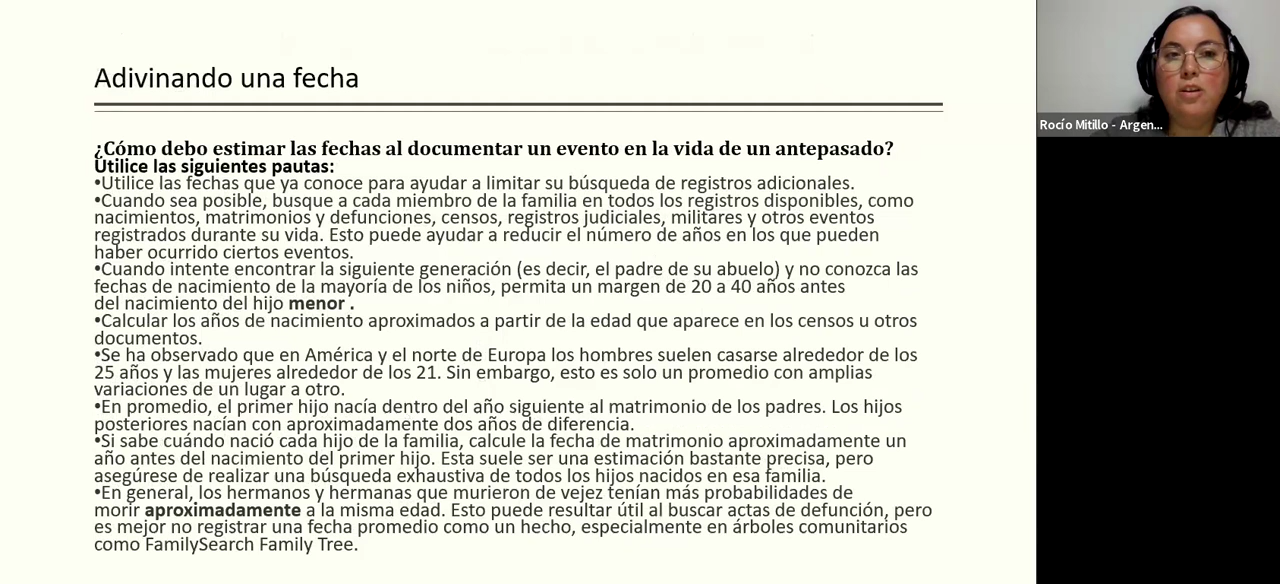 Adivinando una fecha
¿Cómo debo estimar las fechas al documentar un evento en la vida de un antepasado?
Utilice las siguientes pautas:
•Utilice las fechas que ya conoce para ayudar a limitar su búsqueda de registros adicionales.
•Cuando sea posible, busque a cada miembro de la familia en todos los registros disponibles, como
nacimientos, matrimonios y defunciones, censos, registros judiciales, militares y otros eventos
registrados durante su vida. Esto puede ayudar a reducir el número de años en los que pueden
haber ocurrido ciertos eventos.
•Cuando intente encontrar la siguiente generación (es decir, el padre de su abuelo) y no conozca las
fechas de nacimiento de la mayoría de los niños, permita un margen de 20 a 40 años antes
del nacimiento del hijo menor .
•Calcular los años de nacimiento aproximados a partir de la edad que aparece en los censos u otros
documentos.
•Se ha observado que en América y el norte de Europa los hombres suelen casarse alrededor de los
25 años y las mujeres alrededor de los 21. Sin embargo, esto es solo un promedio con amplias
variaciones de un lugar a otro.
•En promedio, el primer hijo nacía dentro del año siguiente al matrimonio de los padres. Los hijos
posteriores nacían con aproximadamente dos años de diferencia.
•Si sabe cuándo nació cada hijo de la familia, calcule la fecha de matrimonio aproximadamente un
año antes del nacimiento del primer hijo. Esta suele ser una estimación bastante precisa, pero
asegúrese de realizar una búsqueda exhaustiva de todos los hijos nacidos en esa familia.
•En general, los hermanos y hermanas que murieron de vejez tenían más probabilidades de
morir aproximadamente a la misma edad. Esto puede resultar útil al buscar actas de defunción, pero
es mejor no registrar una fecha promedio como un hecho, especialmente en árboles comunitarios
como FamilySearch Family Tree.
Rocío Mitillo - Argen...